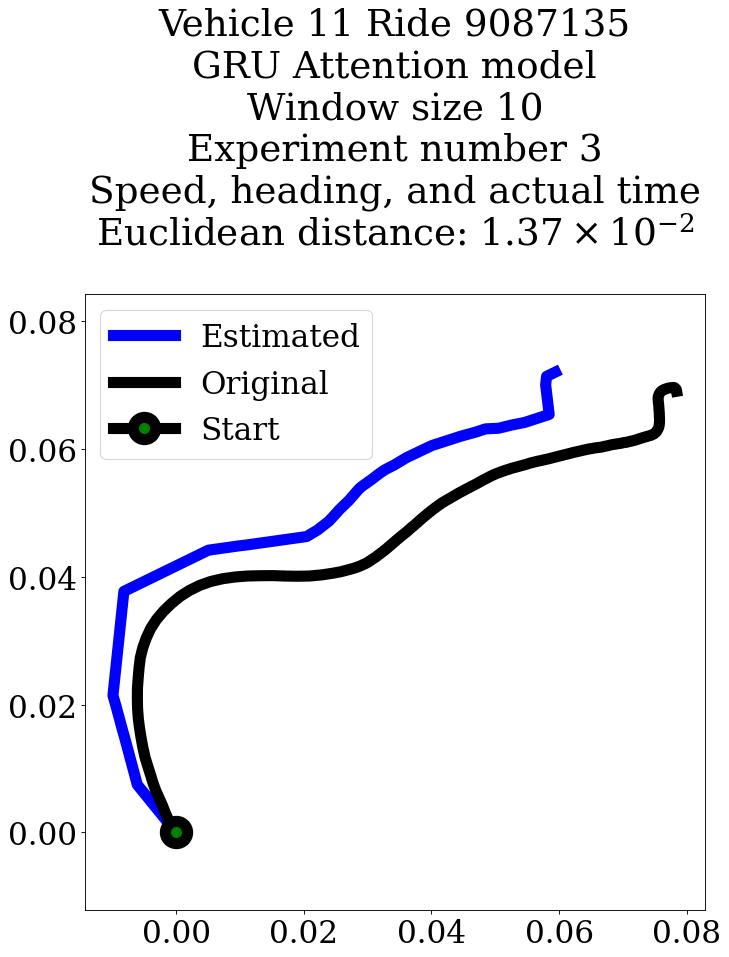 Vehicle 11 Ride 9087135
GRU Attention model
Window size 10
Experiment number 3
Speed, heading, and actual time
Euclidean distance: 1.37 × 10⁻²
Estimated
Original
Start
0.08
0.06
0.04
0.02
0.00
0.00 0.02 0.04 0.06 0.08